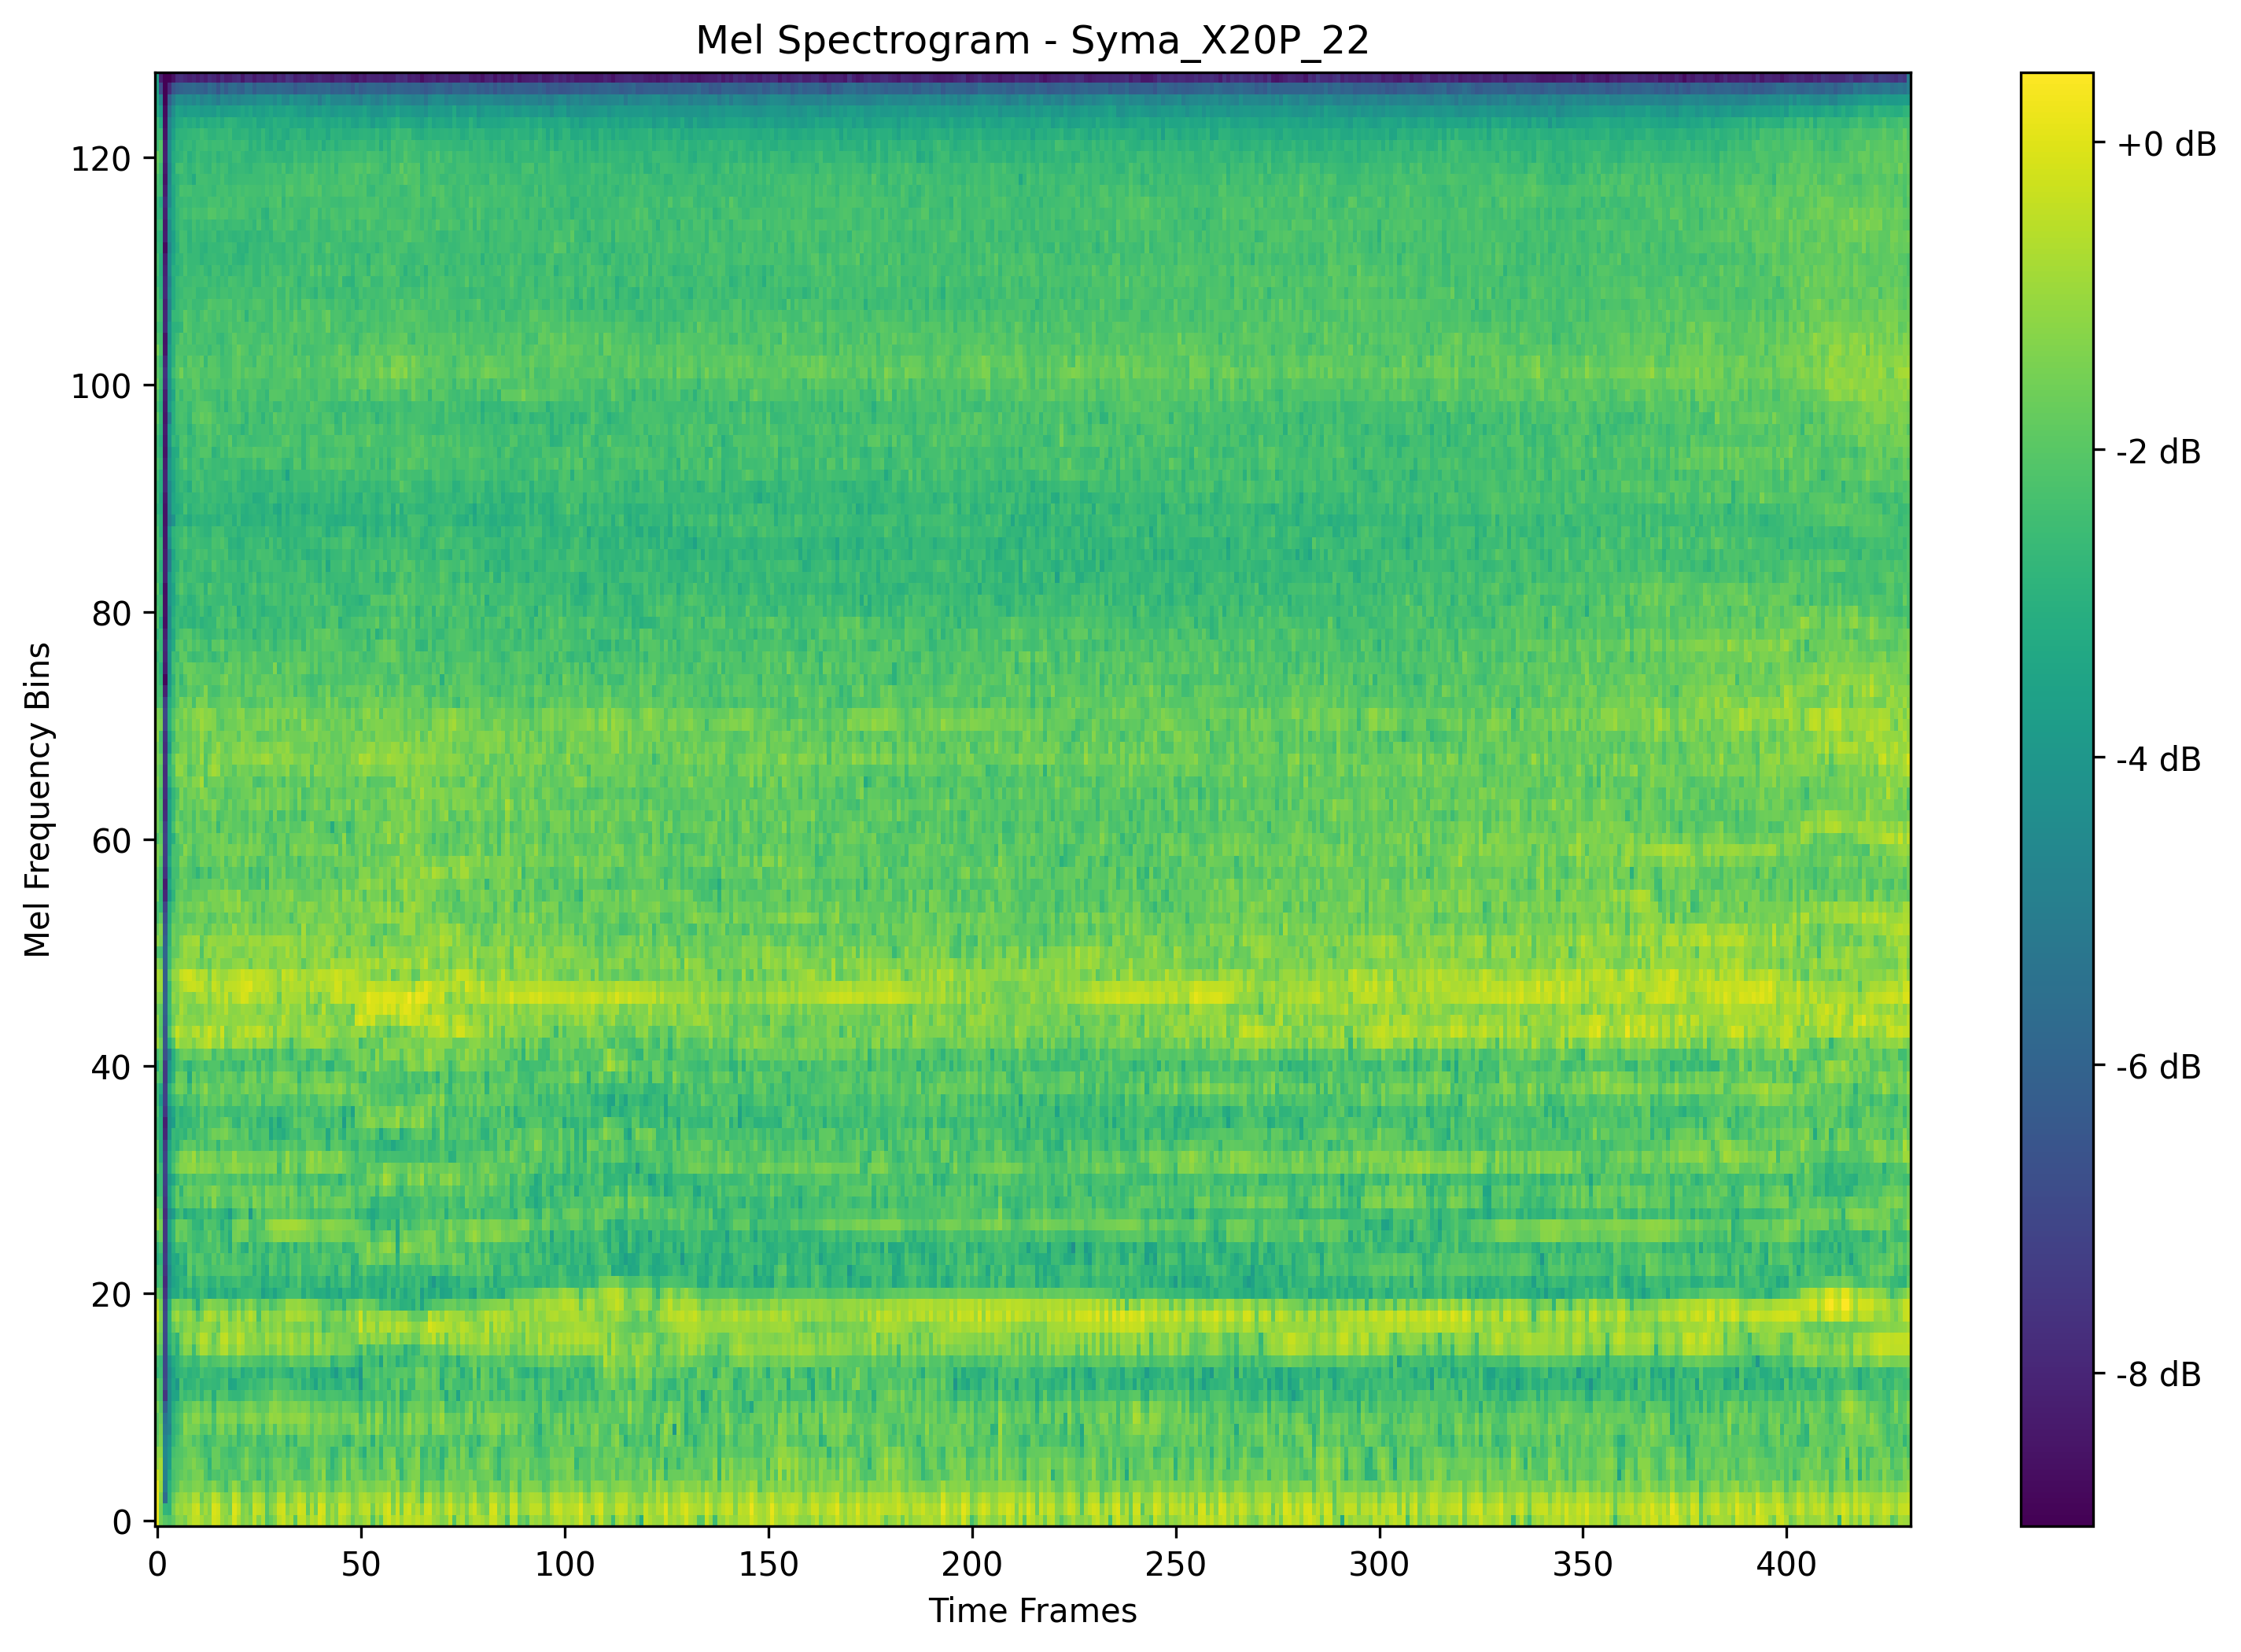 Mel Spectrogram - Syma_X20P_22
Mel Frequency Bins
120
100
80
60
40
20
0
0 50 100 150 200 250 300 350 400
Time Frames
+0 dB
-2 dB
-4 dB
-6 dB
-8 dB